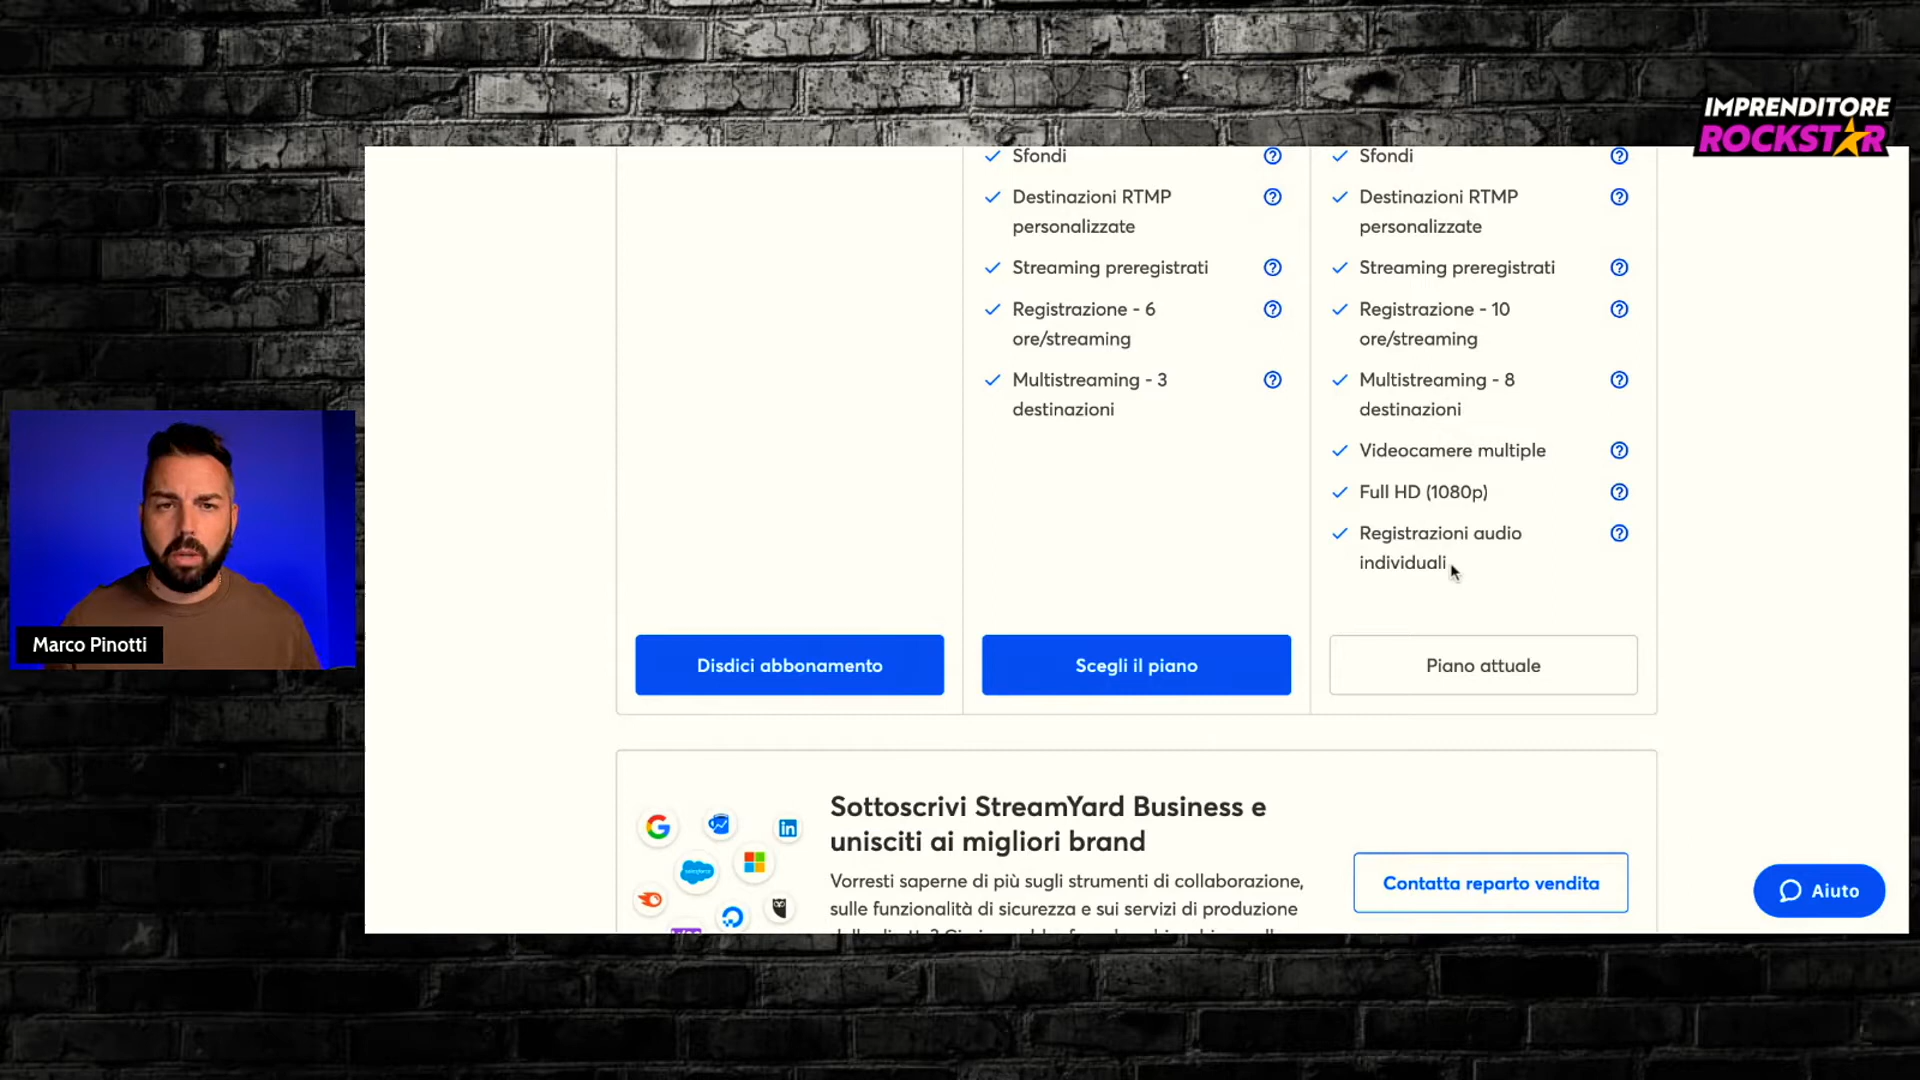 IMPRENDITORE
ROCKSTAR
Sfondi
Destinazioni RTMP
personalizzate
Streaming preregistrati
Registrazione - 6
ore/streaming
Multistreaming - 3
destinazioni
Sfondi
Destinazioni RTMP
personalizzate
Streaming preregistrati
Registrazione - 10
ore/streaming
Multistreaming - 8
destinazioni
Videocamere multiple
Full HD (1080p)
Registrazioni audio
individuali
Marco Pinotti
Disdici abbonamento
Scegli il piano
Piano attuale
Sottoscrivi StreamYard Business e
unisciti ai migliori brand
Vorresti saperne di più sugli strumenti di collaborazione,
sulle funzionalità di sicurezza e sui servizi di produzione
Contatta reparto vendita
Aiuto
salesforce